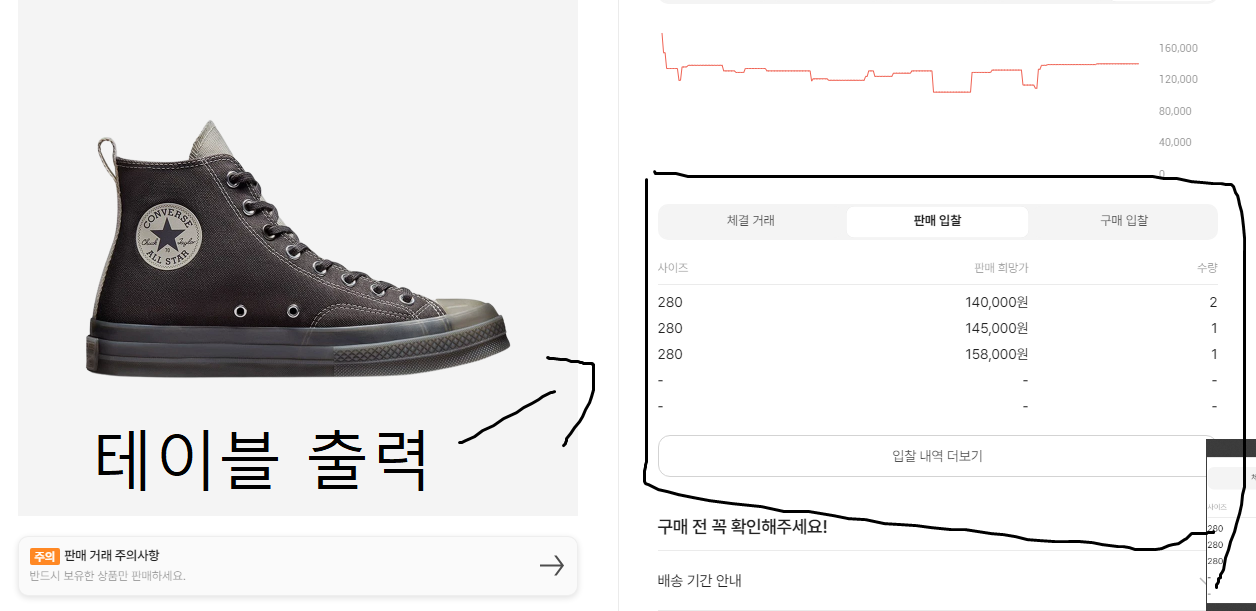 CONVERSE
Chuck Taylor
ALL STAR
테이블 출력
주의 판매 거래 주의사항
반드시 보유한 상품만 판매하세요.
160,000
120,000
80,000
40,000
0
체결 거래 판매 입찰 구매 입찰
사이즈 판매 희망가 수량
280 140,000원 2
280 145,000원 1
280 158,000원 1
- - -
- - -
입찰 내역 더보기
구매 전 꼭 확인해주세요!
배송 기간 안내
사이즈
280
280
280
-
-